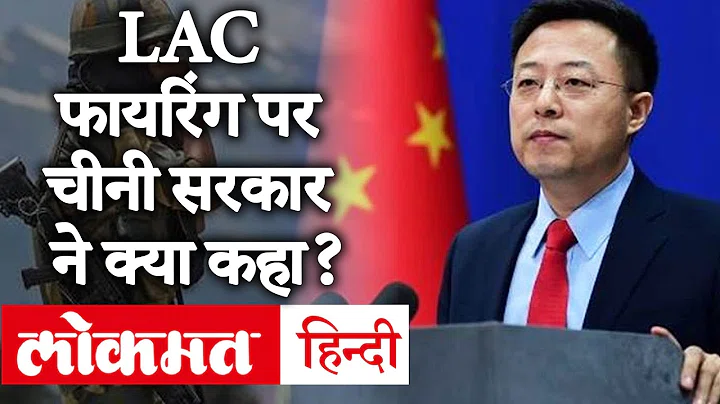 LAC
फायरिंग पर
चीनी सरकार
ने क्या कहा?
लोकमत हिन्दी